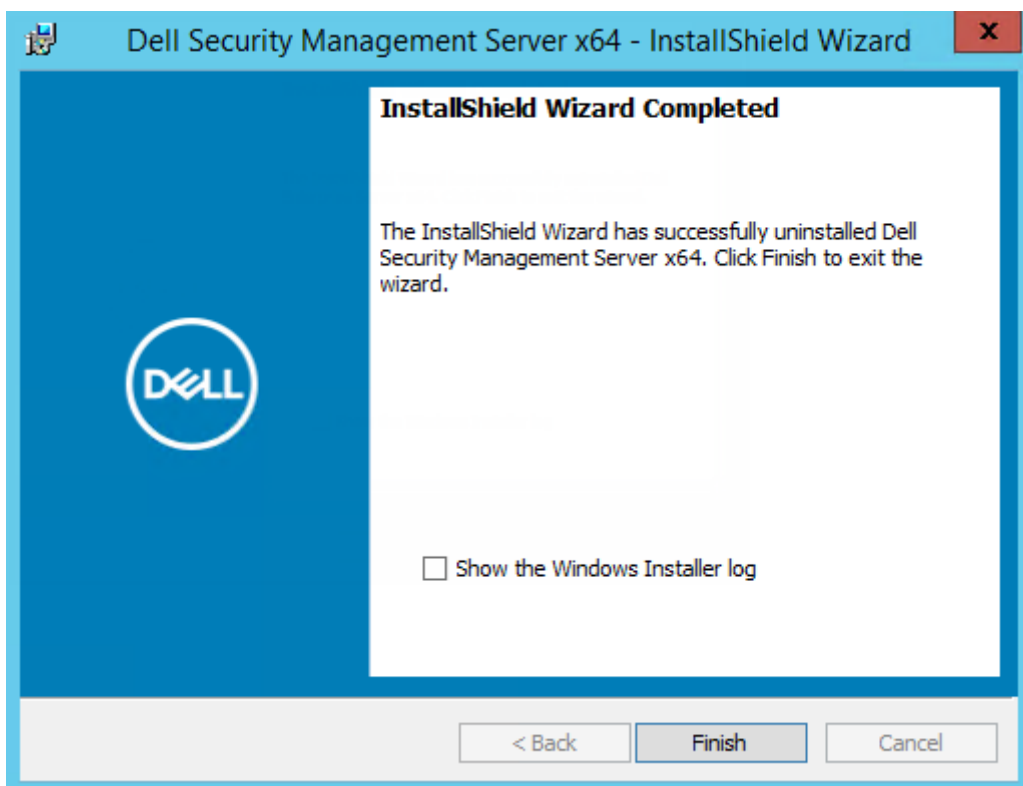 Dell Security Management Server x64 - InstallShield Wizard
x
InstallShield Wizard Completed
The InstallShield Wizard has successfully uninstalled Dell
Security Management Server x64. Click Finish to exit the
wizard.
DELL
Show the Windows Installer log
< Back
Finish
Cancel